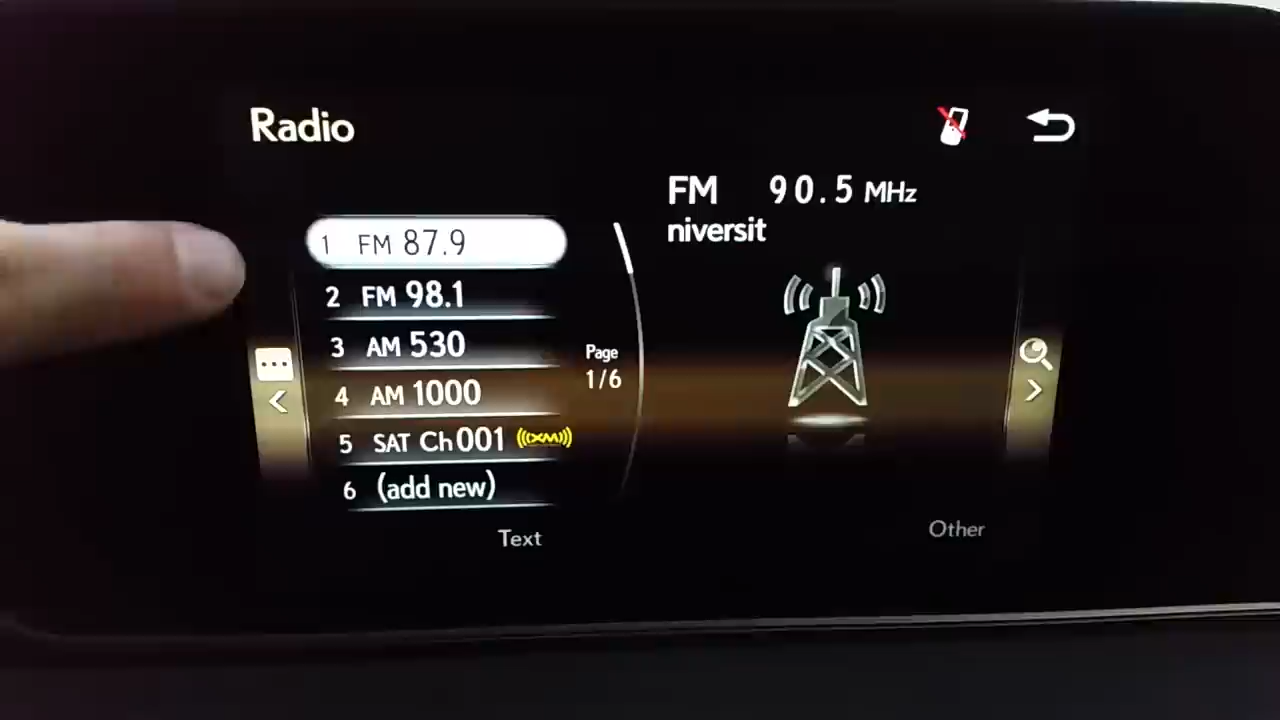 Radio
FM 90.5 MHz
niversit
1 FM 87.9
2 FM 98.1
3 AM 530
4 AM 1000
5 SAT Ch001 ((XM))
6 (add new)
Page
1/6
Text
Other